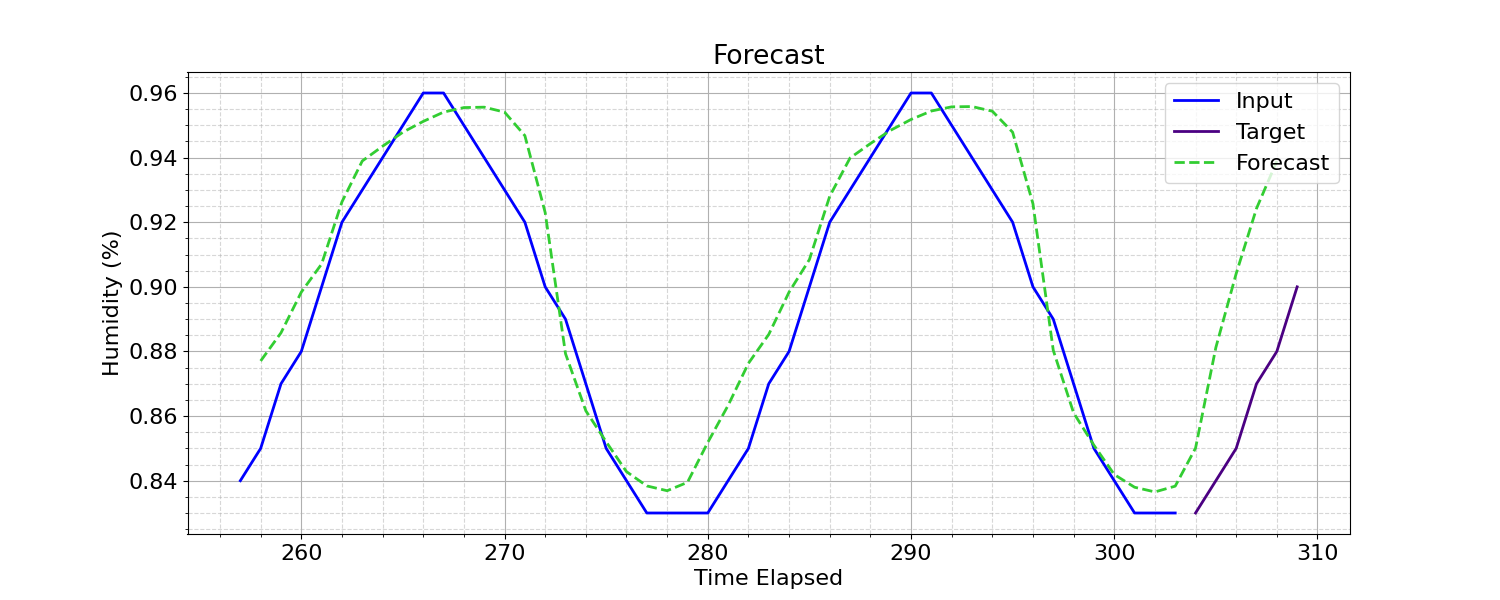 Forecast
Humidity (%)
0.96
0.94
0.92
0.90
0.88
0.86
0.84
Input
Target
Forecast
260 270 280 290 300 310
Time Elapsed